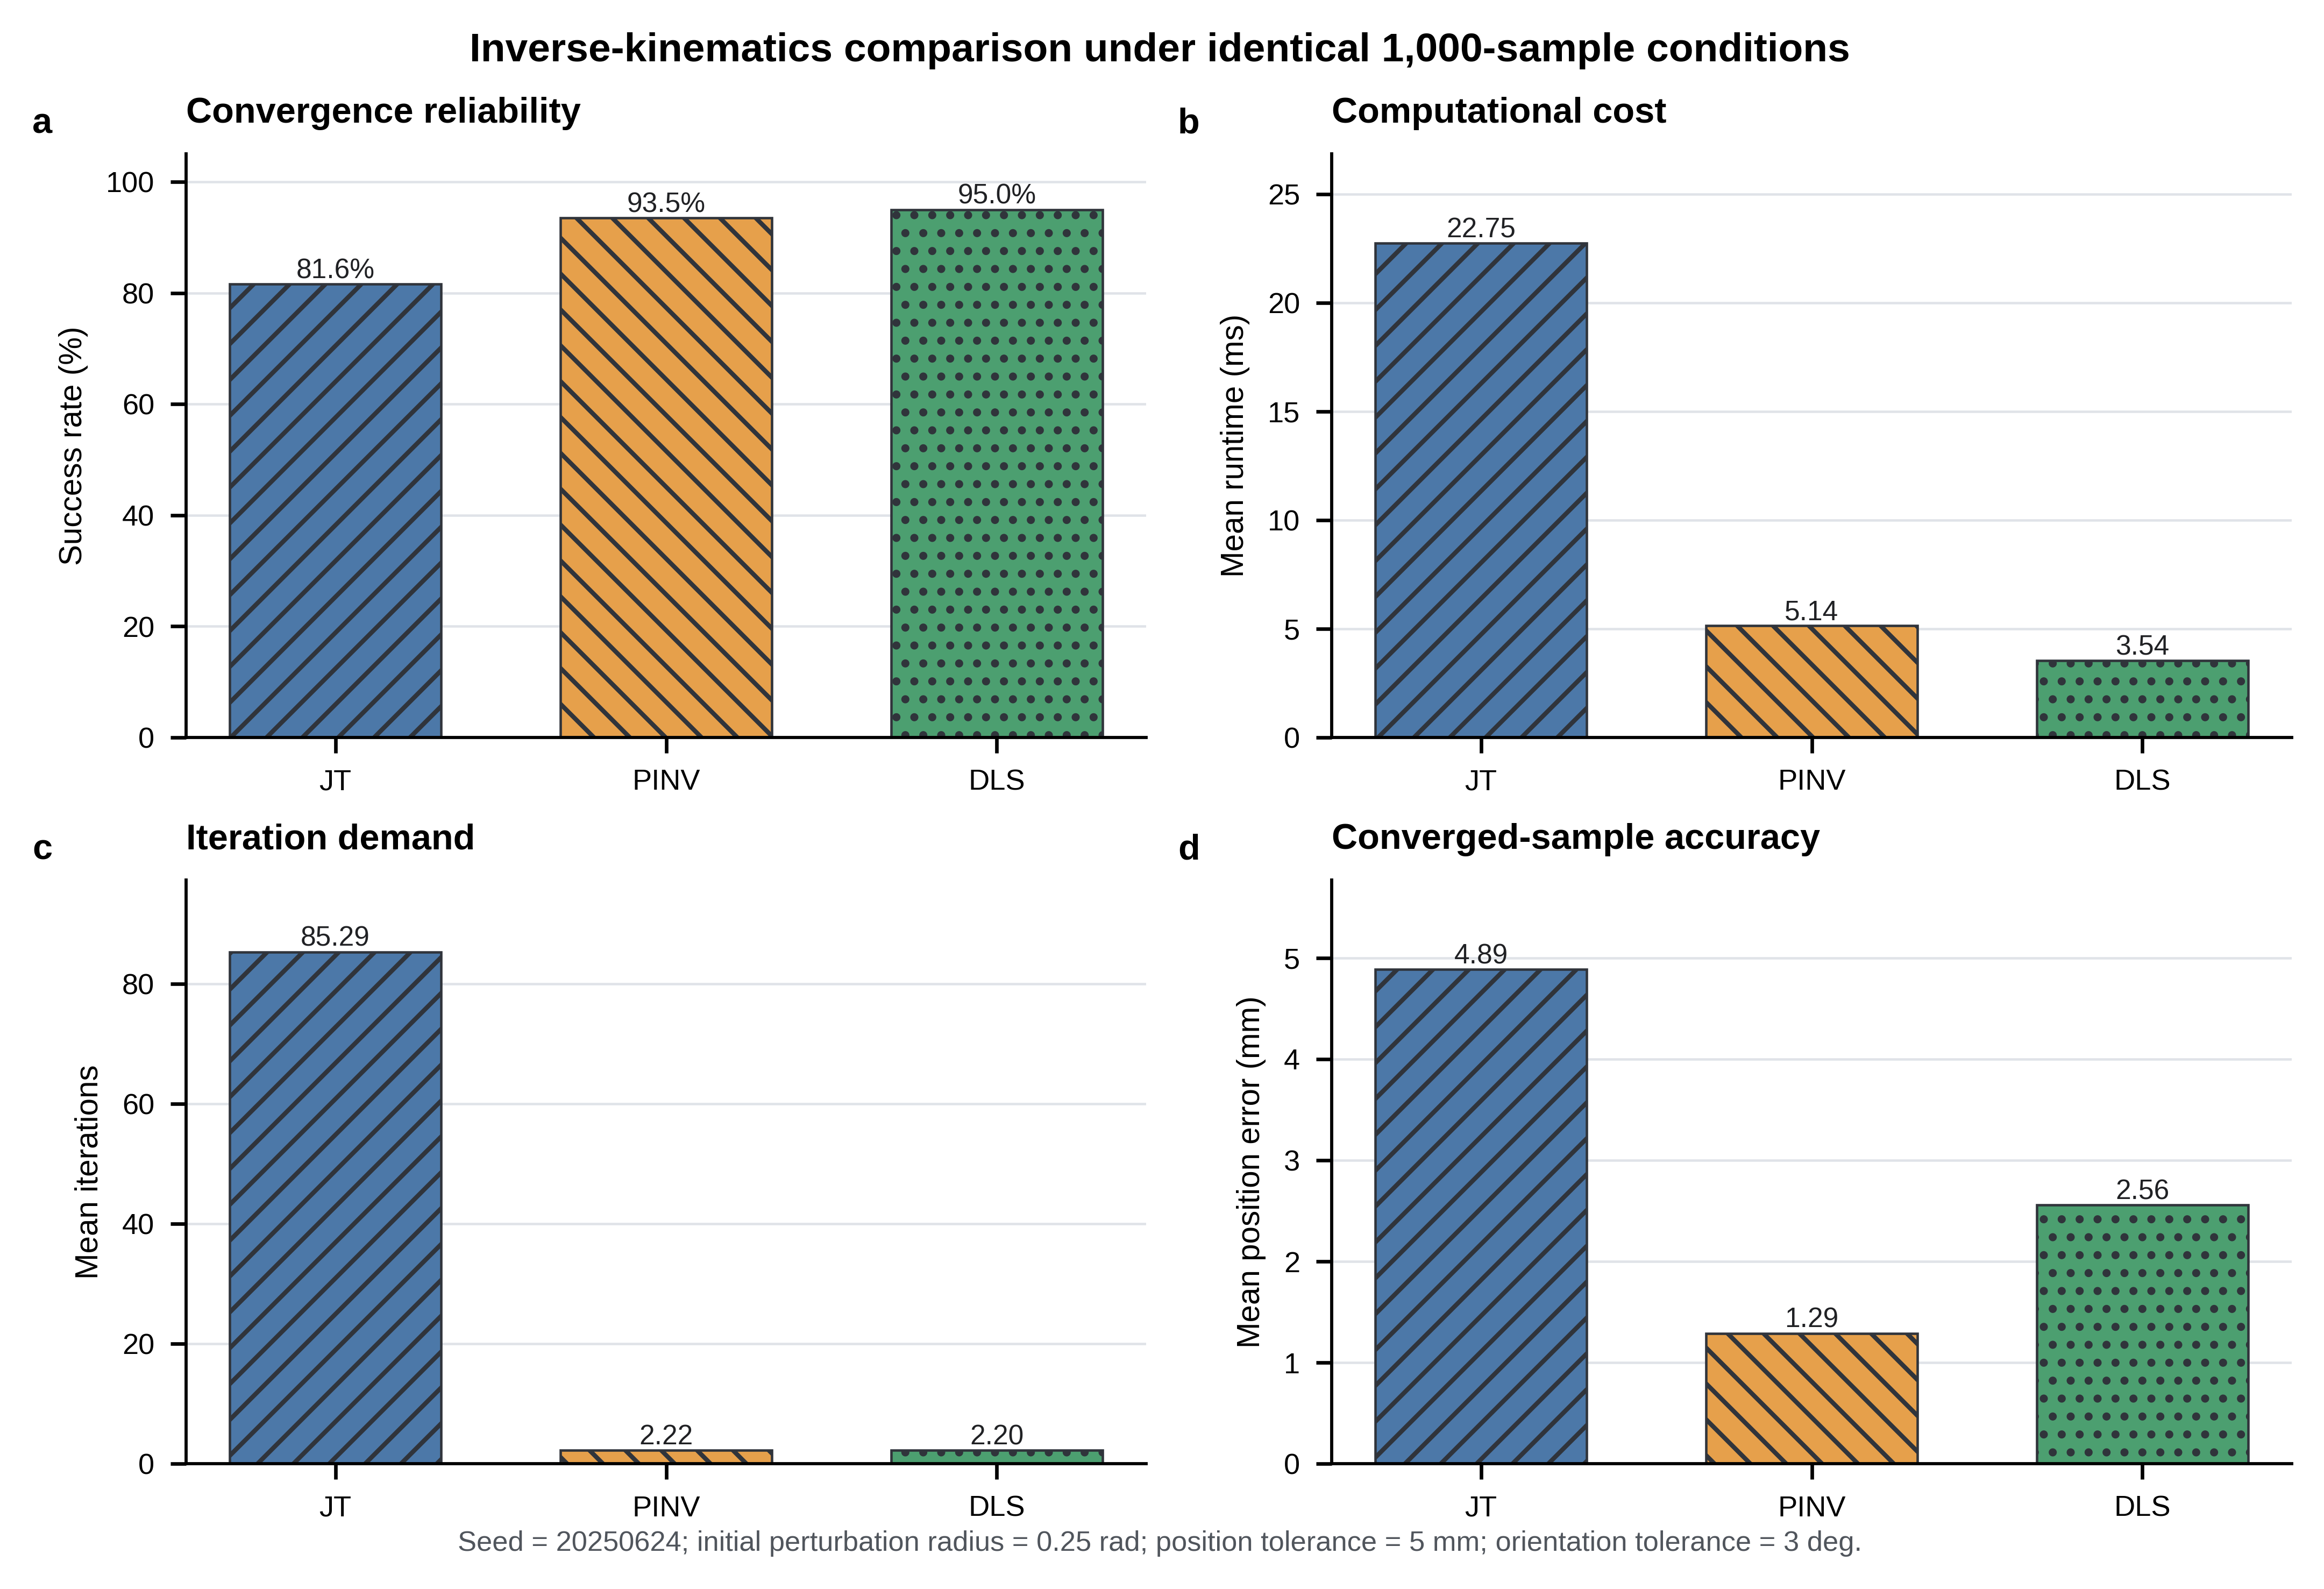 Inverse-kinematics comparison under identical 1,000-sample conditions
a
Convergence reliability
Success rate (%)
100
80
60
40
20
0
81.6%
93.5%
95.0%
JT
PINV
DLS
b
Computational cost
Mean runtime (ms)
25
20
15
10
5
0
22.75
5.14
3.54
JT
PINV
DLS
c
Iteration demand
Mean iterations
80
60
40
20
0
85.29
2.22
2.20
JT
PINV
DLS
d
Converged-sample accuracy
Mean position error (mm)
5
4
3
2
1
0
4.89
1.29
2.56
JT
PINV
DLS
Seed = 20250624; initial perturbation radius = 0.25 rad; position tolerance = 5 mm; orientation tolerance = 3 deg.